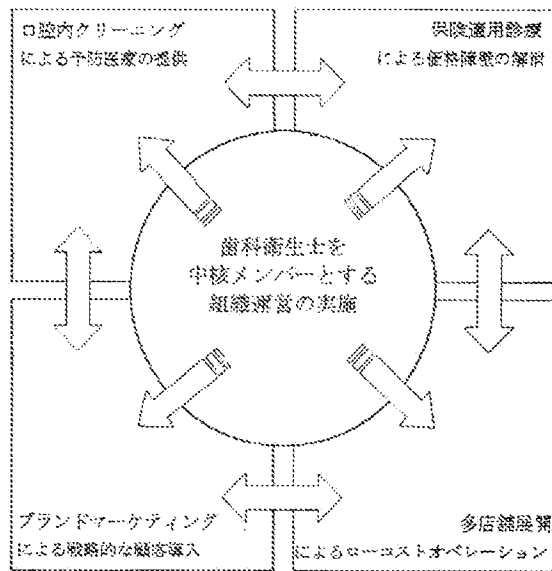 口腔内クリーニング
による予防医療の提供
保険適用診療
による価格障壁の解消
歯科衛生士を
中核メンバーとする
組織運営の実施
ブランドマーケティング
による戦略的な顧客導入
多店舗展開
によるローコストオペレーション